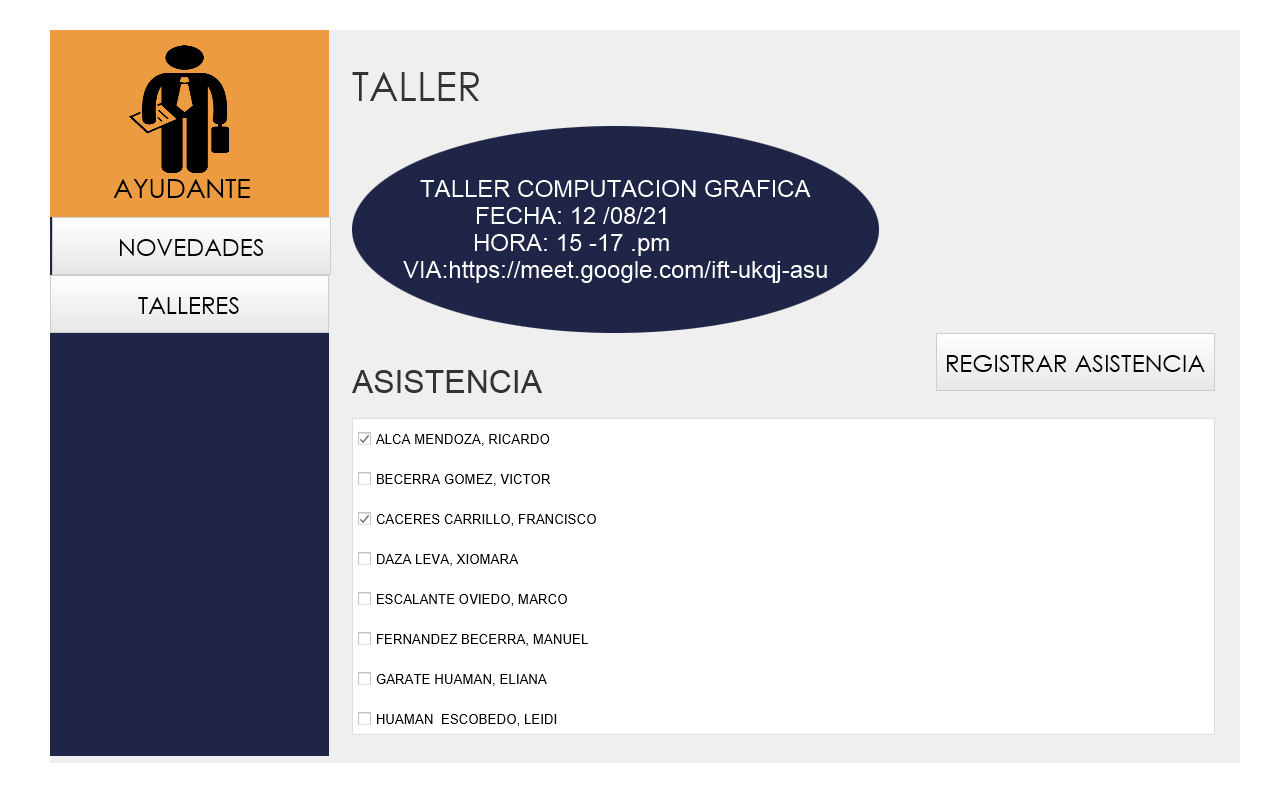 AYUDANTE
NOVEDADES
TALLERES
TALLER
TALLER COMPUTACION GRAFICA
FECHA: 12 /08/21
HORA: 15 -17 .pm
VIA:https://meet.google.com/ift-ukqj-asu
REGISTRAR ASISTENCIA
ASISTENCIA
ALCA MENDOZA, RICARDO
BECERRA GOMEZ, VICTOR
CACERES CARRILLO, FRANCISCO
DAZA LEVA, XIOMARA
ESCALANTE OVIEDO, MARCO
FERNANDEZ BECERRA, MANUEL
GARATE HUAMAN, ELIANA
HUAMAN  ESCOBEDO, LEIDI